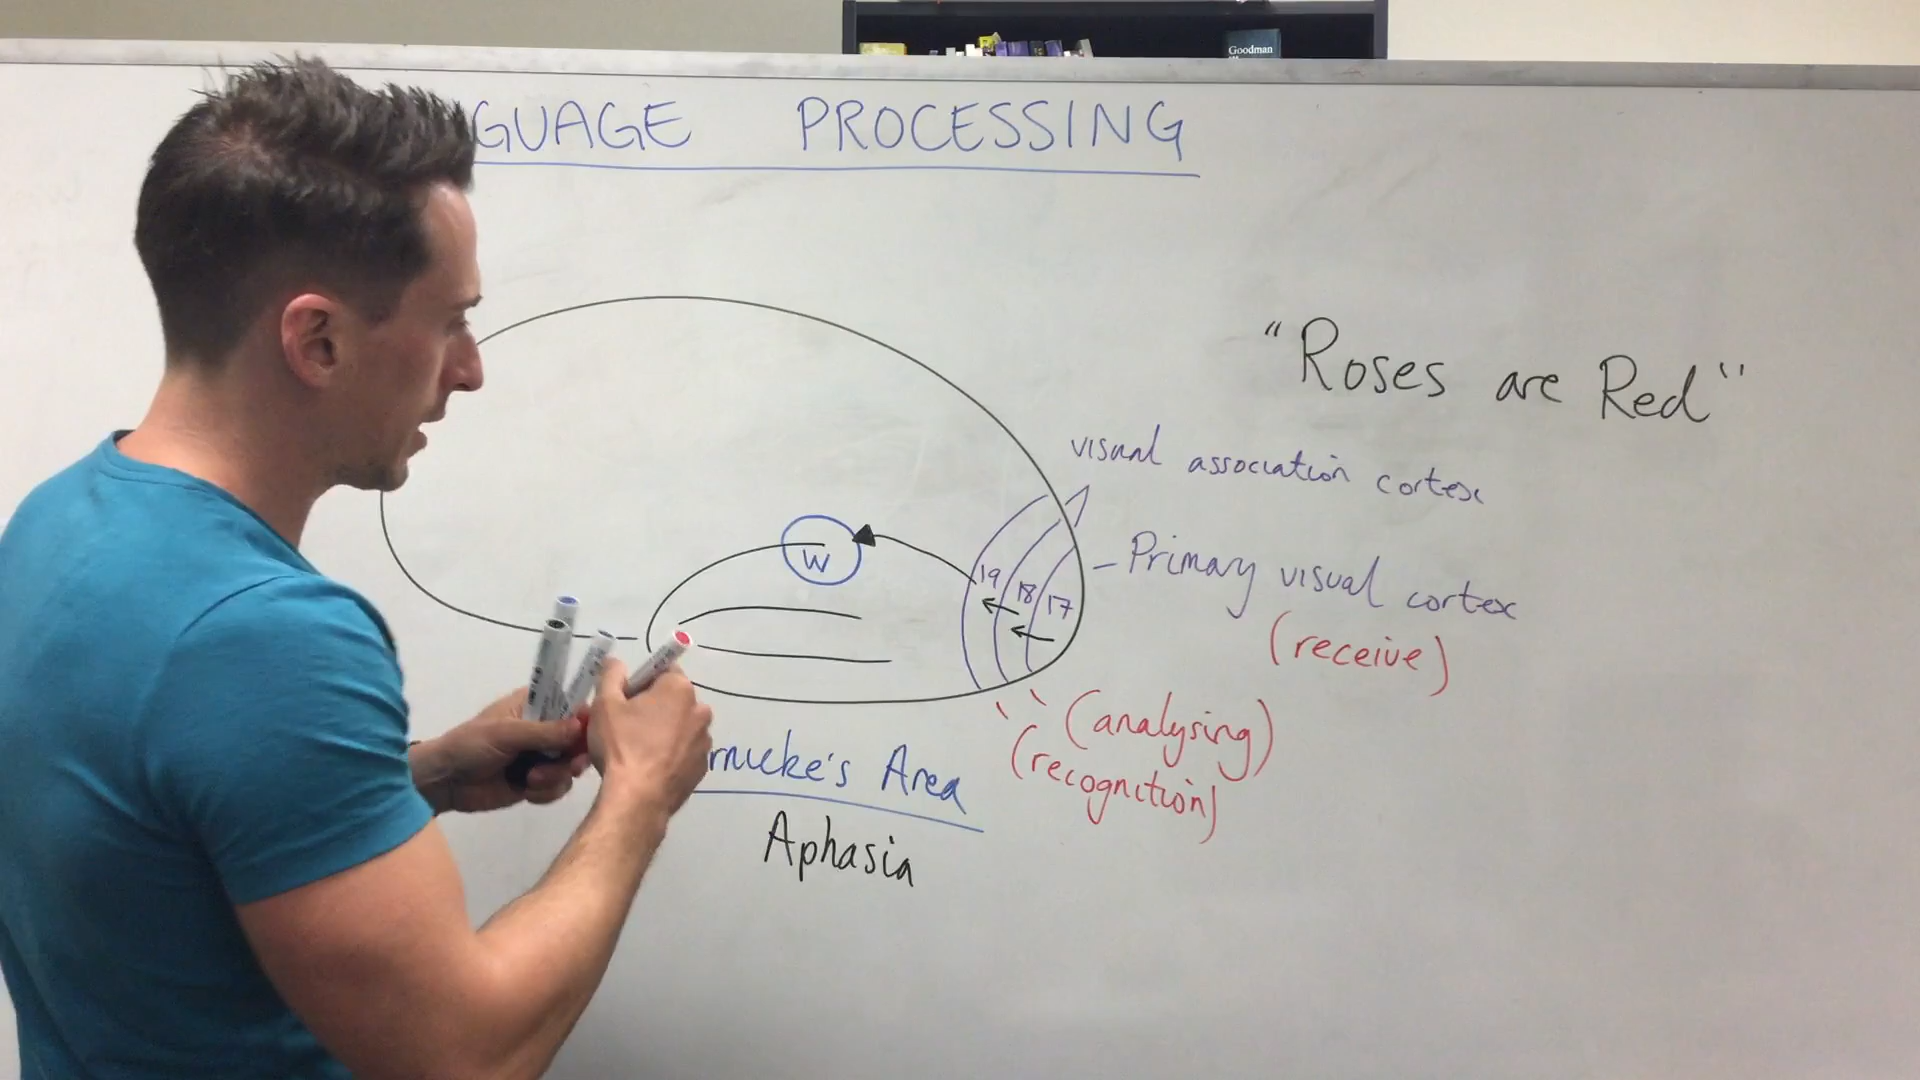 Goodman
GUAGE PROCESSING
"Roses are Red"
visual association cortex
Primary visual cortex
(receive)
W
19
18
17
(analysing)
(recognition)
rnicke's Area
Aphasia